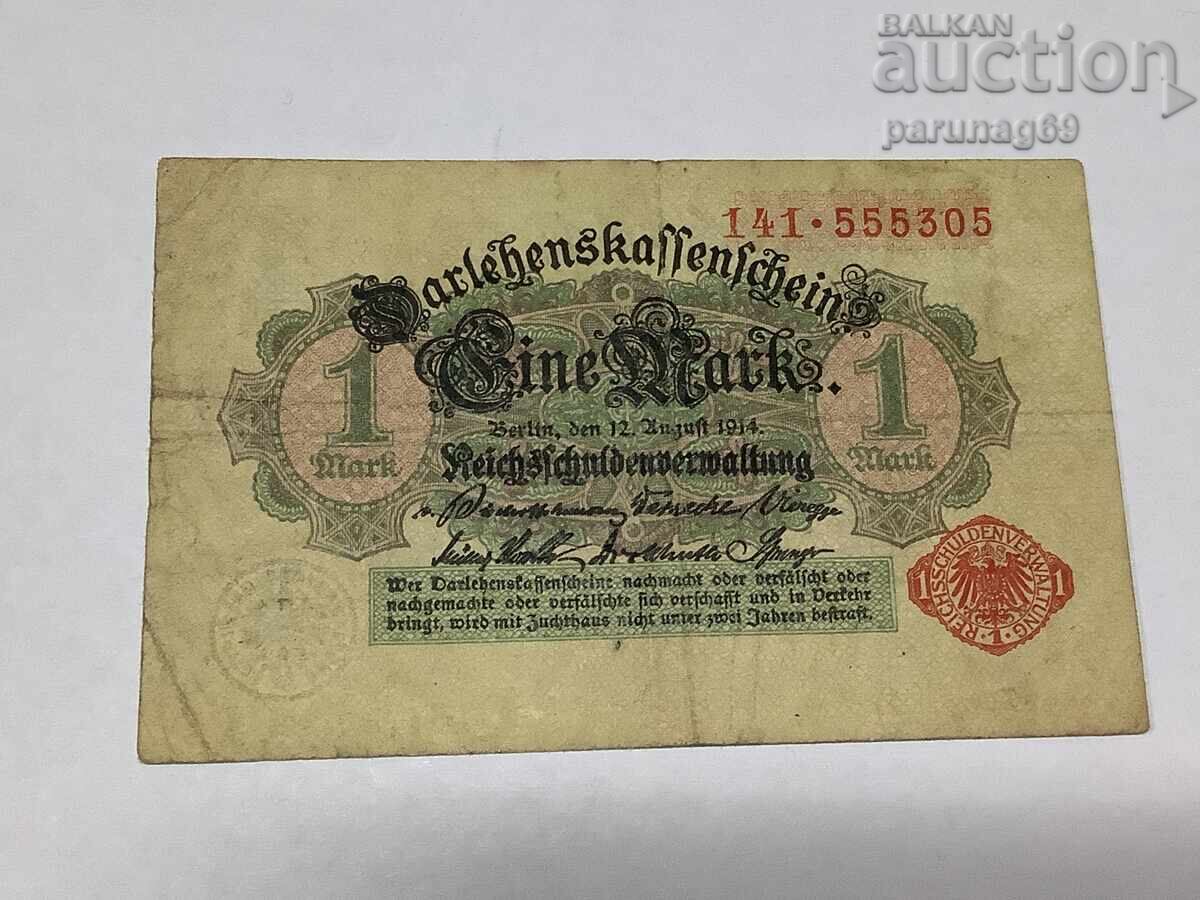 BALKAN
auction
parunag69
141·555305
Darlehenskassenschein
Eine Mark.
1
Mark
1
Mark
Berlin, den 12. August 1914.
Reichsschuldenverwaltung
Wer Darlehenskassenscheine nachmacht oder verfälscht oder
nachgemachte oder verfälschte sich verschafft und in Verkehr
bringt, wird mit Zuchthaus nicht unter zwei Jahren bestraft.
REICHSSCHULDENVERWALTUNG
1
1
·1·